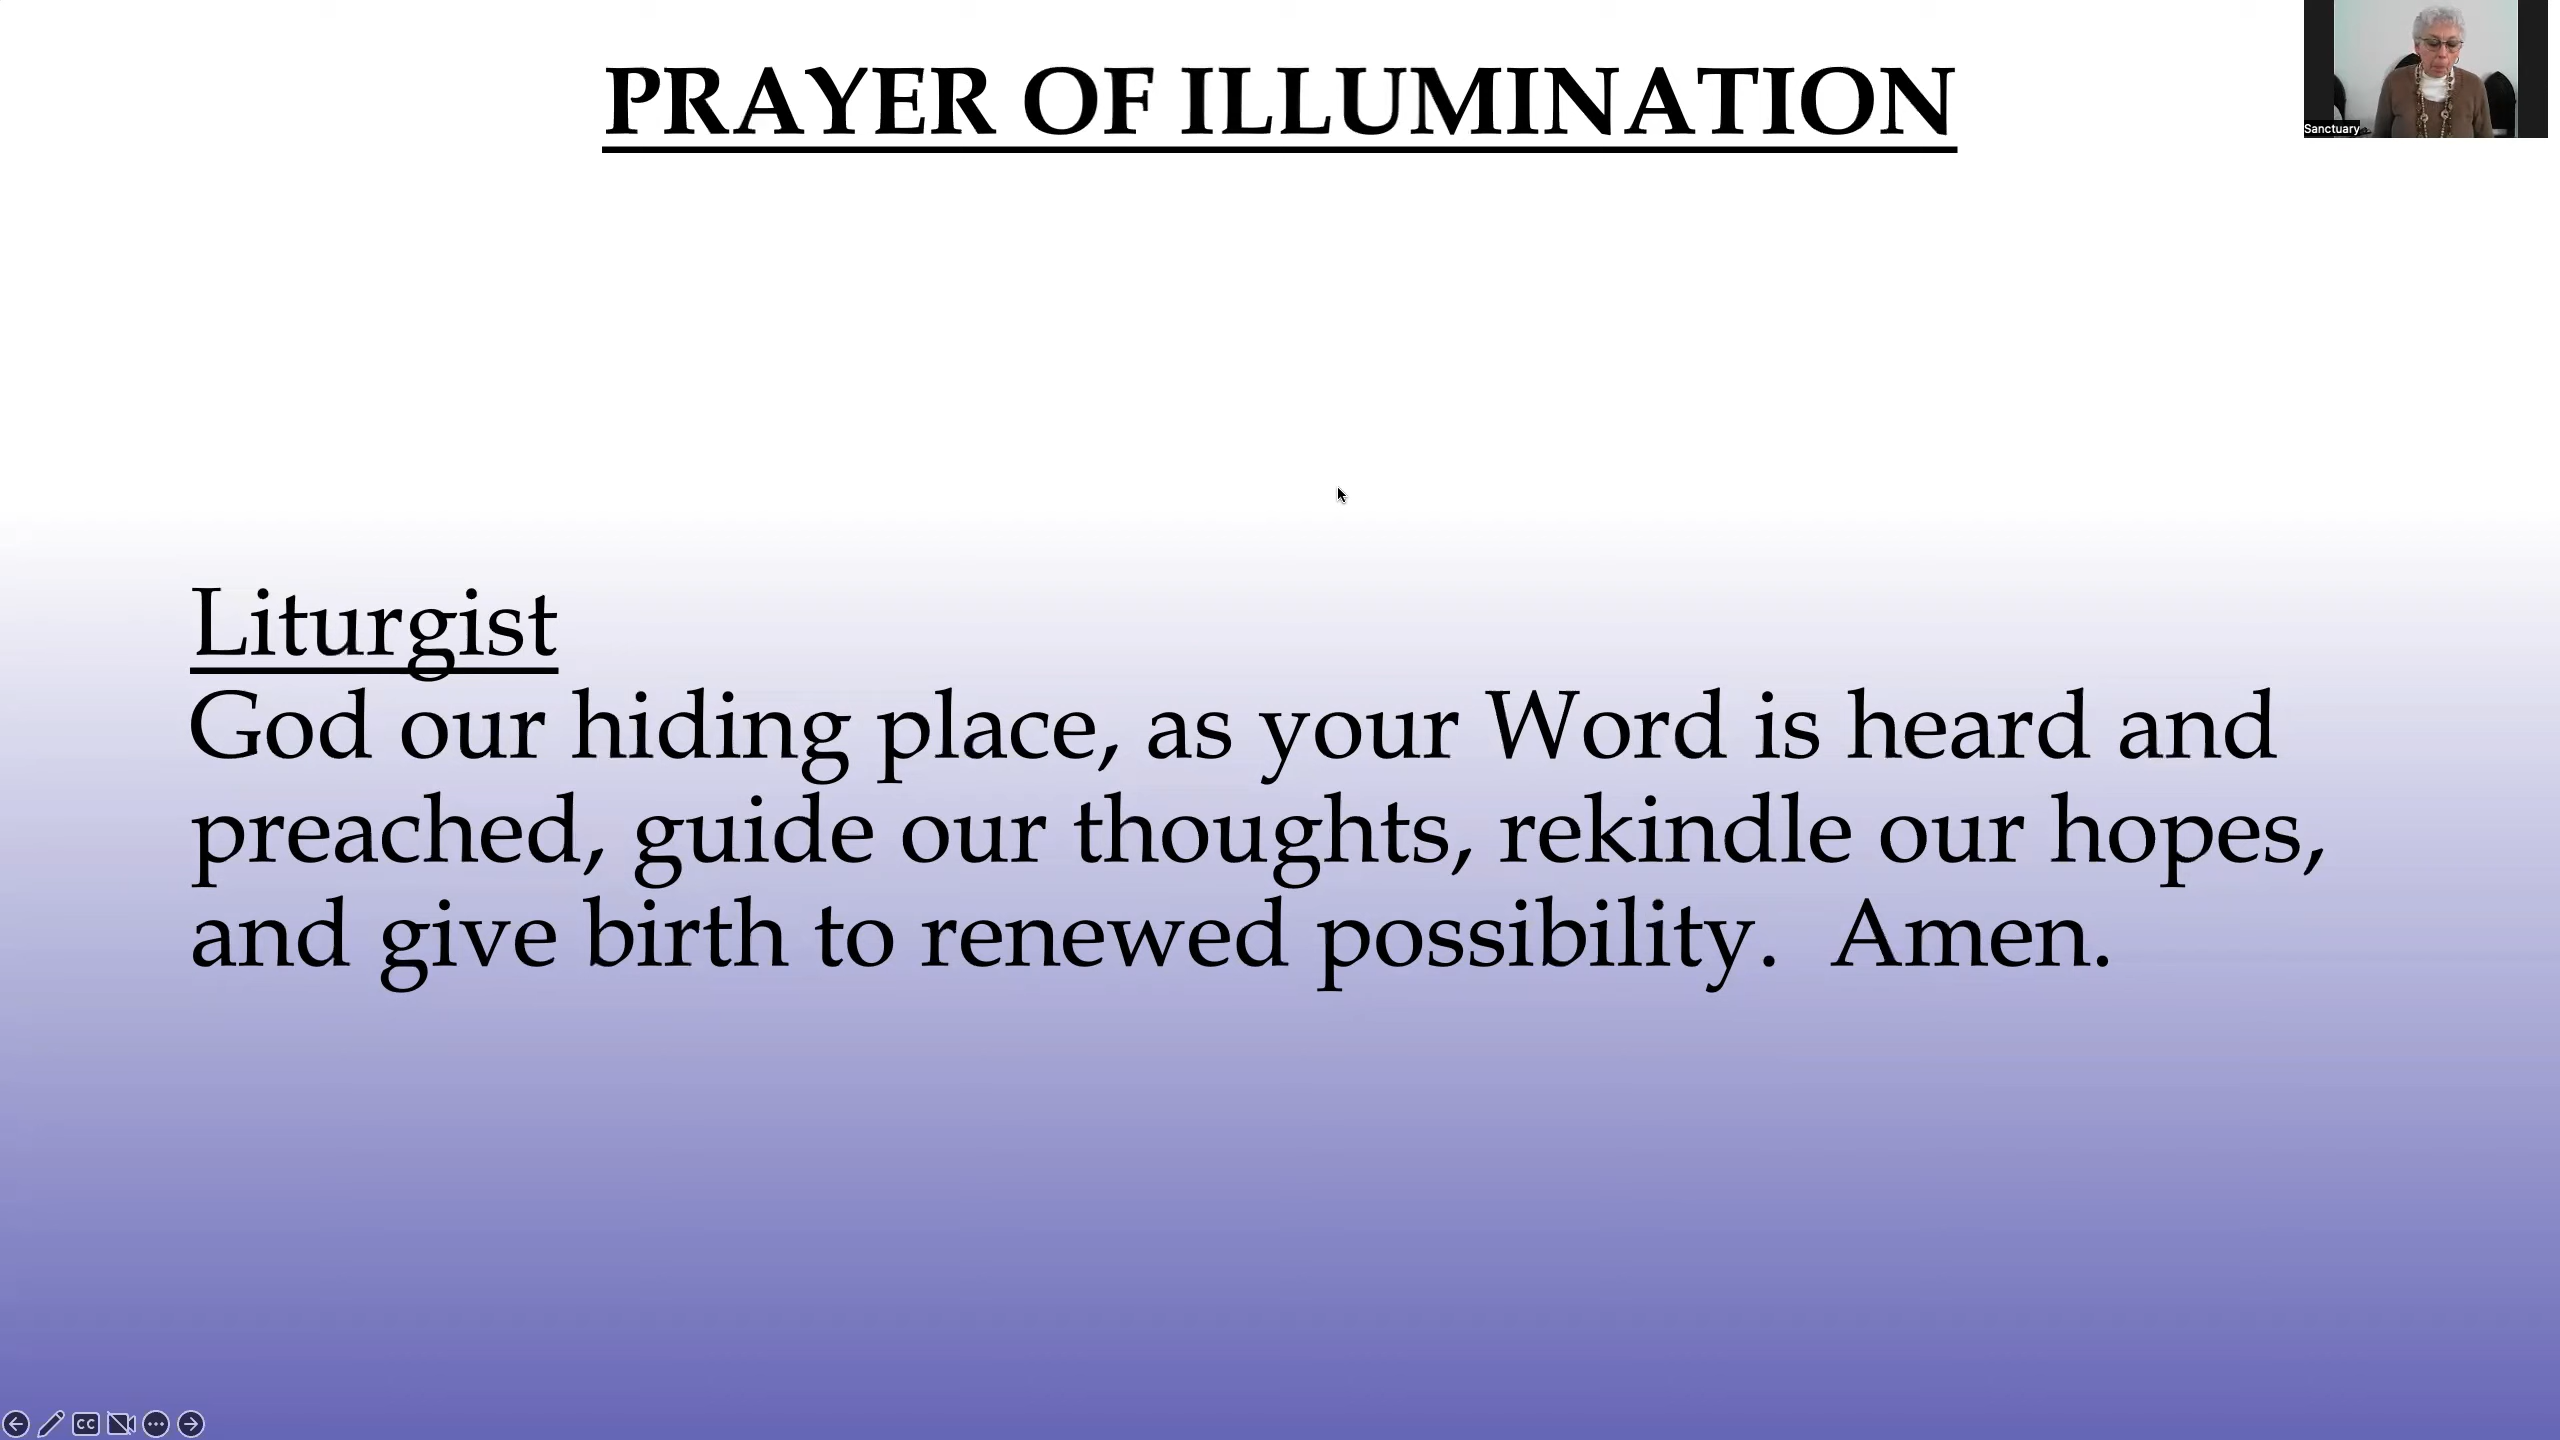 PRAYER OF ILLUMINATION
Sanctuary
Liturgist
God our hiding place, as your Word is heard and
preached, guide our thoughts, rekindle our hopes,
and give birth to renewed possibility.  Amen.
CC